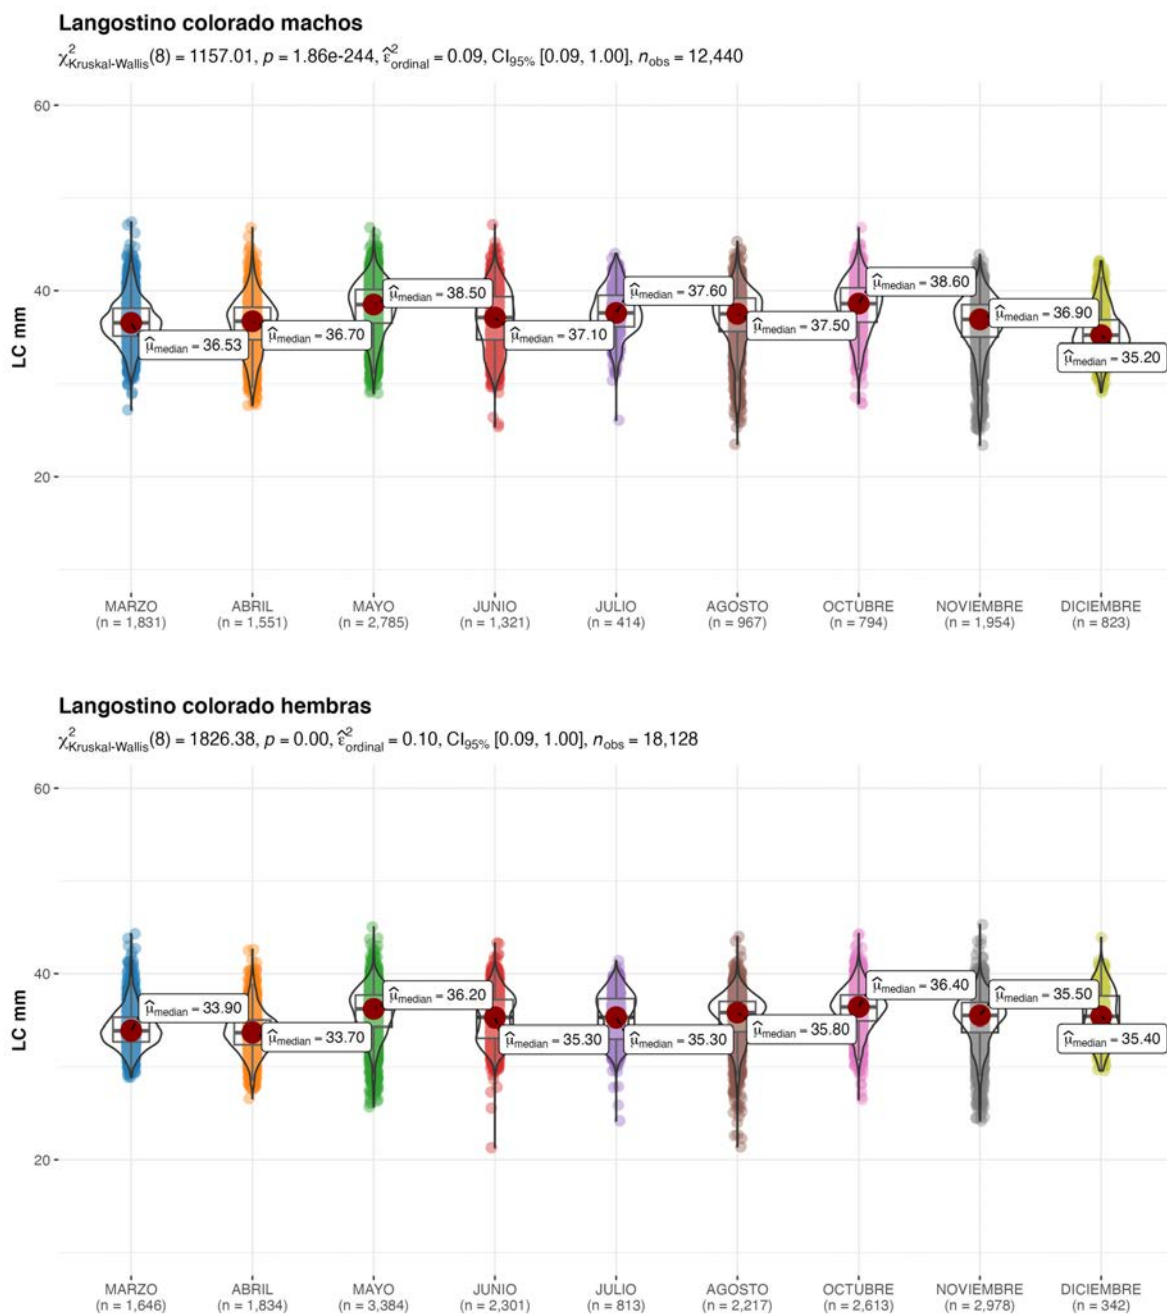 Langostino colorado machos
χ²Kruskal-Wallis(8) = 1157.01, p = 1.86e-244, ε̂²ordinal = 0.09, CI95% [0.09, 1.00], nobs = 12,440
LC mm
60
40
20
μ̂median = 36.53
μ̂median = 36.70
μ̂median = 38.50
μ̂median = 37.10
μ̂median = 37.60
μ̂median = 37.50
μ̂median = 38.60
μ̂median = 36.90
μ̂median = 35.20
MARZO ABRIL MAYO JUNIO JULIO AGOSTO OCTUBRE NOVIEMBRE DICIEMBRE
(n = 1,831) (n = 1,551) (n = 2,785) (n = 1,321) (n = 414) (n = 967) (n = 794) (n = 1,954) (n = 823)
Langostino colorado hembras
χ²Kruskal-Wallis(8) = 1826.38, p = 0.00, ε̂²ordinal = 0.10, CI95% [0.09, 1.00], nobs = 18,128
LC mm
60
40
20
μ̂median = 33.90
μ̂median = 33.70
μ̂median = 36.20
μ̂median = 35.30
μ̂median = 35.30
μ̂median = 35.80
μ̂median = 36.40
μ̂median = 35.50
μ̂median = 35.40
MARZO ABRIL MAYO JUNIO JULIO AGOSTO OCTUBRE NOVIEMBRE DICIEMBRE
(n = 1,646) (n = 1,834) (n = 3,384) (n = 2,301) (n = 813) (n = 2,217) (n = 2,613) (n = 2,978) (n = 342)